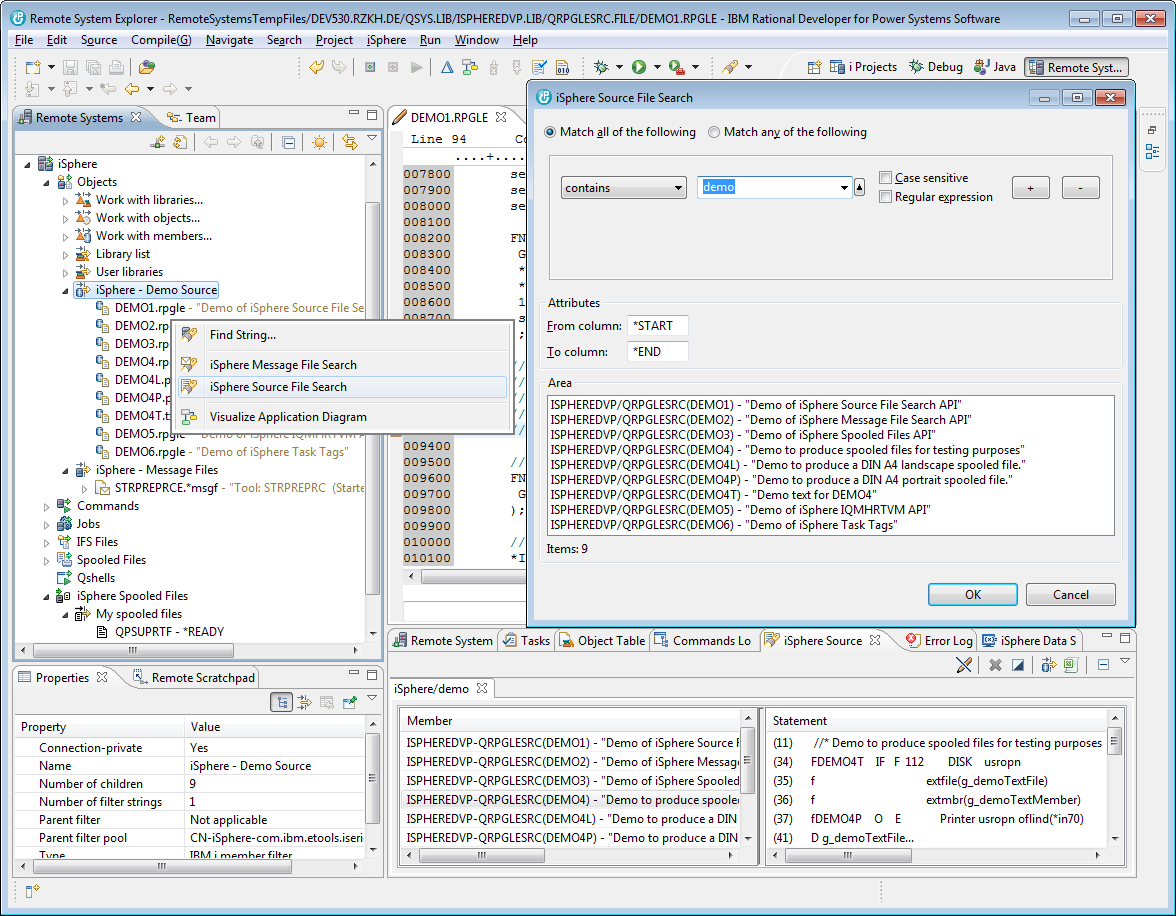 Remote System Explorer - RemoteSystemsTempFiles/DEV530.RZKH.DE/QSYS.LIB/ISPHEREDVP.LIB/QRPGLESRC.FILE/DEMO1.RPGLE - IBM Rational Developer for Power Systems Software
File Edit Source Compile(G) Navigate Search Project iSphere Run Window Help
i Projects Debug Java Remote Syst...
Remote Systems Team
iSphere
Objects
Work with libraries...
Work with objects...
Work with members...
Library list
User libraries
iSphere - Demo Source
DEMO1.rpgle - "Demo of iSphere Source File Se
DEMO2.rp
DEMO3.rp
DEMO4.rp
DEMO4L.p
DEMO4P.p
DEMO4T.t
DEMO5.rpgle - "Demo of iSphere IQMHRTVM A
DEMO6.rpgle - "Demo of iSphere Task Tags"
iSphere - Message Files
STRPREPRCE.*msgf - "Tool: STRPREPRC (Starte
Commands
Jobs
IFS Files
Spooled Files
Qshells
iSphere Spooled Files
My spooled files
QPSUPRTF - *READY
Find String...
iSphere Message File Search
iSphere Source File Search
Visualize Application Diagram
DEMO1.RPGLE
Line 94 Co
....+....
007800 se
007900 se
008000 se
008100
008200 FN
008300 G
008400 *
008500 *
008600 1
008700 s
;
//
//
//
//
//
009400
009500 //
009600 FN
009700 G
009800 );
009900
010000 //
010100 *I
iSphere Source File Search
Match all of the following Match any of the following
contains demo Case sensitive + -
Regular expression
Attributes
From column: *START
To column: *END
Area
ISPHEREDVP/QRPGLESRC(DEMO1) - "Demo of iSphere Source File Search API"
ISPHEREDVP/QRPGLESRC(DEMO2) - "Demo of iSphere Message File Search API"
ISPHEREDVP/QRPGLESRC(DEMO3) - "Demo of iSphere Spooled Files API"
ISPHEREDVP/QRPGLESRC(DEMO4) - "Demo to produce spooled files for testing purposes"
ISPHEREDVP/QRPGLESRC(DEMO4L) - "Demo to produce a DIN A4 landscape spooled file."
ISPHEREDVP/QRPGLESRC(DEMO4P) - "Demo to produce a DIN A4 portrait spooled file."
ISPHEREDVP/QRPGLESRC(DEMO4T) - "Demo text for DEMO4"
ISPHEREDVP/QRPGLESRC(DEMO5) - "Demo of iSphere IQMHRTVM API"
ISPHEREDVP/QRPGLESRC(DEMO6) - "Demo of iSphere Task Tags"
Items: 9
OK Cancel
Properties Remote Scratchpad
Property Value
Connection-private Yes
Name iSphere - Demo Source
Number of children 9
Number of filter strings 1
Parent filter Not applicable
Parent filter pool CN-iSphere-com.ibm.etools.iseri
Type IBM i member filter
Remote System Tasks Object Table Commands Lo iSphere Source Error Log iSphere Data S
iSphere/demo
Member
ISPHEREDVP-QRPGLESRC(DEMO1) - "Demo of iSphere Source F
ISPHEREDVP-QRPGLESRC(DEMO2) - "Demo of iSphere Messag
ISPHEREDVP-QRPGLESRC(DEMO3) - "Demo of iSphere Spooled
ISPHEREDVP-QRPGLESRC(DEMO4) - "Demo to produce spoole
ISPHEREDVP-QRPGLESRC(DEMO4L) - "Demo to produce a DIN
ISPHEREDVP-QRPGLESRC(DEMO4P) - "Demo to produce a DIN
Statement
(11) //* Demo to produce spooled files for testing purposes
(34) FDEMO4T IF F 112 DISK usropn
(35) f extfile(g_demoTextFile)
(36) f extmbr(g_demoTextMember)
(37) fDEMO4P O E Printer usropn oflind(*in70)
(41) D g_demoTextFile...